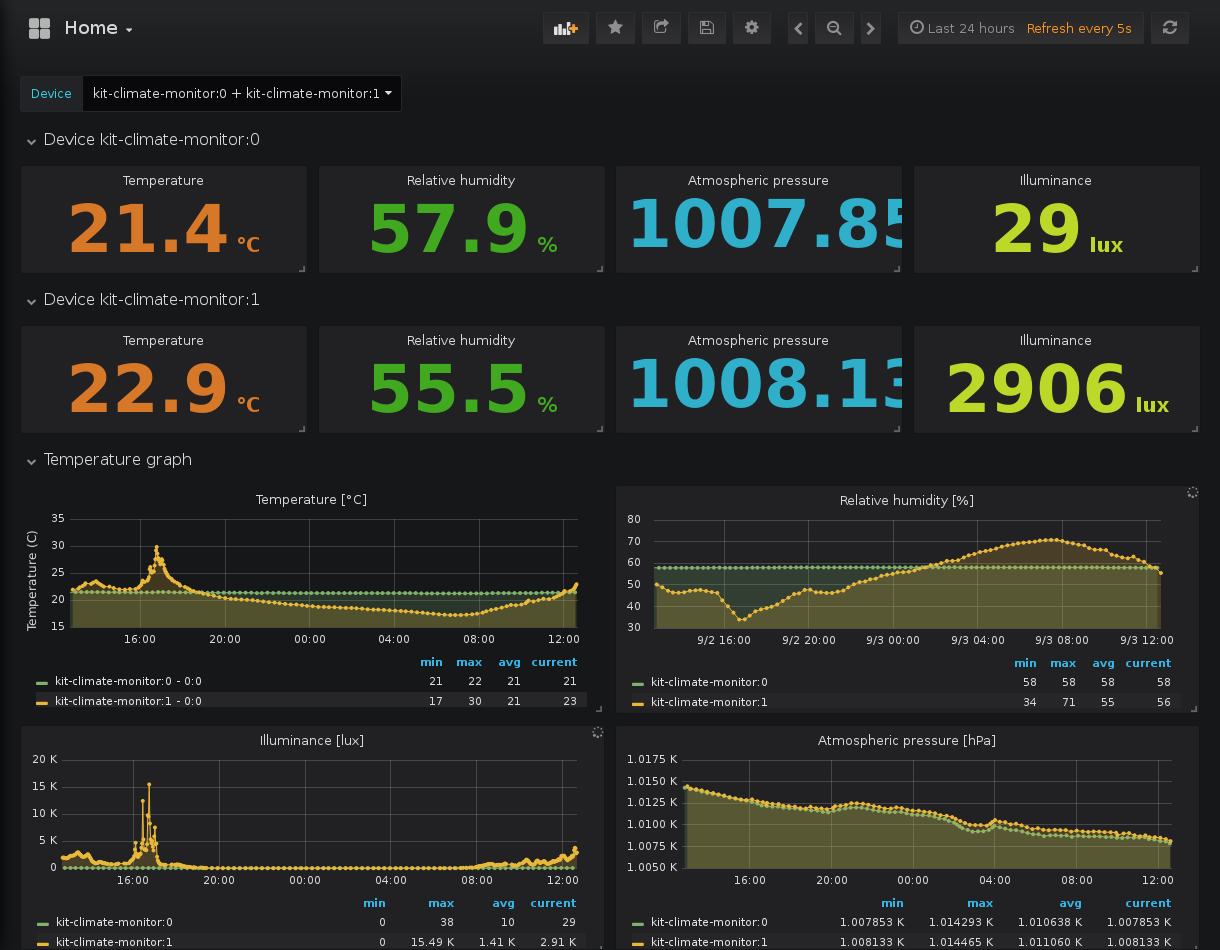 Home
Last 24 hours Refresh every 5s
Device kit-climate-monitor:0 + kit-climate-monitor:1
Device kit-climate-monitor:0
Temperature Relative humidity Atmospheric pressure Illuminance
21.4 °C 57.9 % 1007.85 29 lux
Device kit-climate-monitor:1
Temperature Relative humidity Atmospheric pressure Illuminance
22.9 °C 55.5 % 1008.13 2906 lux
Temperature graph
Temperature [°C]
Temperature (C)
35
30
25
20
15
16:00 20:00 00:00 04:00 08:00 12:00
min max avg current
kit-climate-monitor:0 - 0:0 21 22 21 21
kit-climate-monitor:1 - 0:0 17 30 21 23
Relative humidity [%]
80
70
60
50
40
30
9/2 16:00 9/2 20:00 9/3 00:00 9/3 04:00 9/3 08:00 9/3 12:00
min max avg current
kit-climate-monitor:0 58 58 58 58
kit-climate-monitor:1 34 71 55 56
Illuminance [lux]
20 K
15 K
10 K
5 K
0
16:00 20:00 00:00 04:00 08:00 12:00
min max avg current
kit-climate-monitor:0 0 38 10 29
kit-climate-monitor:1 0 15.49 K 1.41 K 2.91 K
Atmospheric pressure [hPa]
1.0175 K
1.0150 K
1.0125 K
1.0100 K
1.0075 K
1.0050 K
16:00 20:00 00:00 04:00 08:00 12:00
min max avg current
kit-climate-monitor:0 1.007853 K 1.014293 K 1.010638 K 1.007853 K
kit-climate-monitor:1 1.008133 K 1.014465 K 1.011060 K 1.008133 K